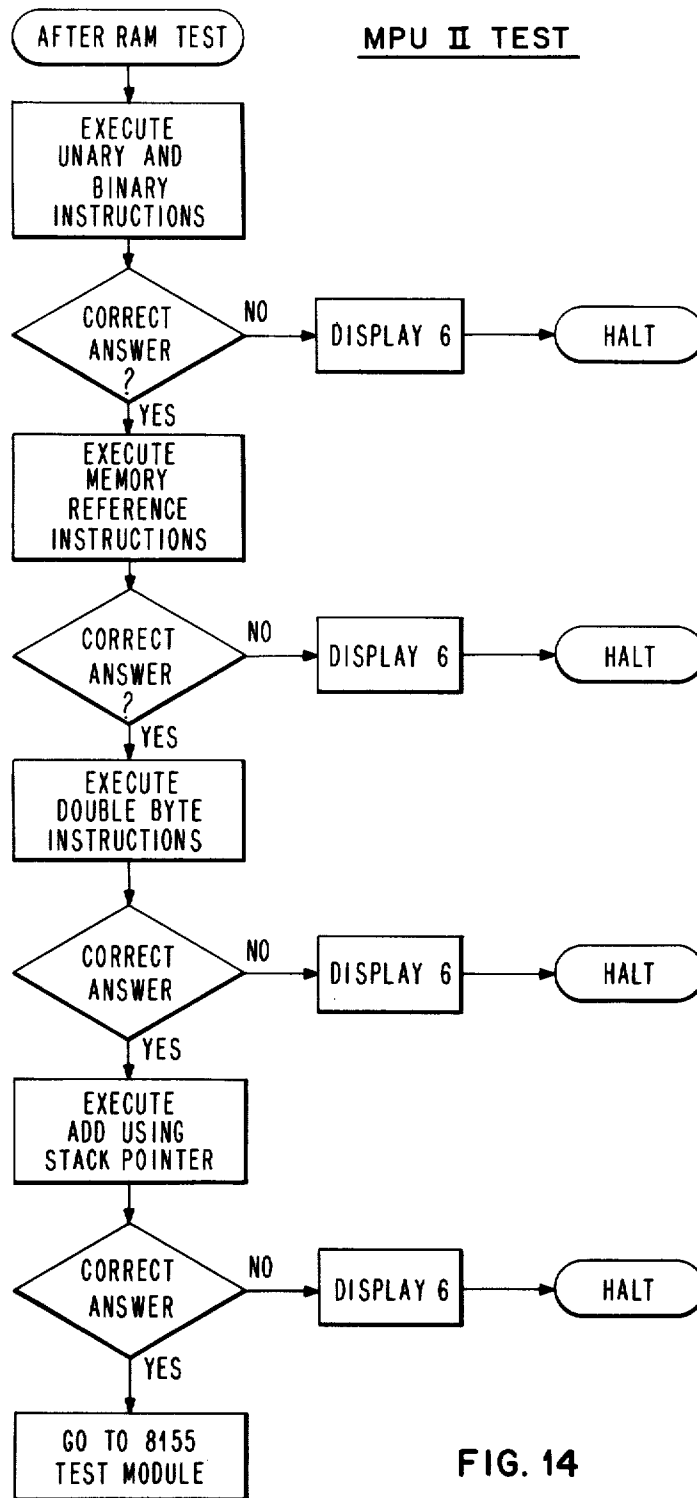 AFTER RAM TEST
MPU II TEST
EXECUTE
UNARY AND
BINARY
INSTRUCTIONS
CORRECT
ANSWER
?
NO
DISPLAY 6
HALT
YES
EXECUTE
MEMORY
REFERENCE
INSTRUCTIONS
CORRECT
ANSWER
?
NO
DISPLAY 6
HALT
YES
EXECUTE
DOUBLE BYTE
INSTRUCTIONS
CORRECT
ANSWER
NO
DISPLAY 6
HALT
YES
EXECUTE
ADD USING
STACK POINTER
CORRECT
ANSWER
NO
DISPLAY 6
HALT
YES
GO TO 8155
TEST MODULE
FIG. 14